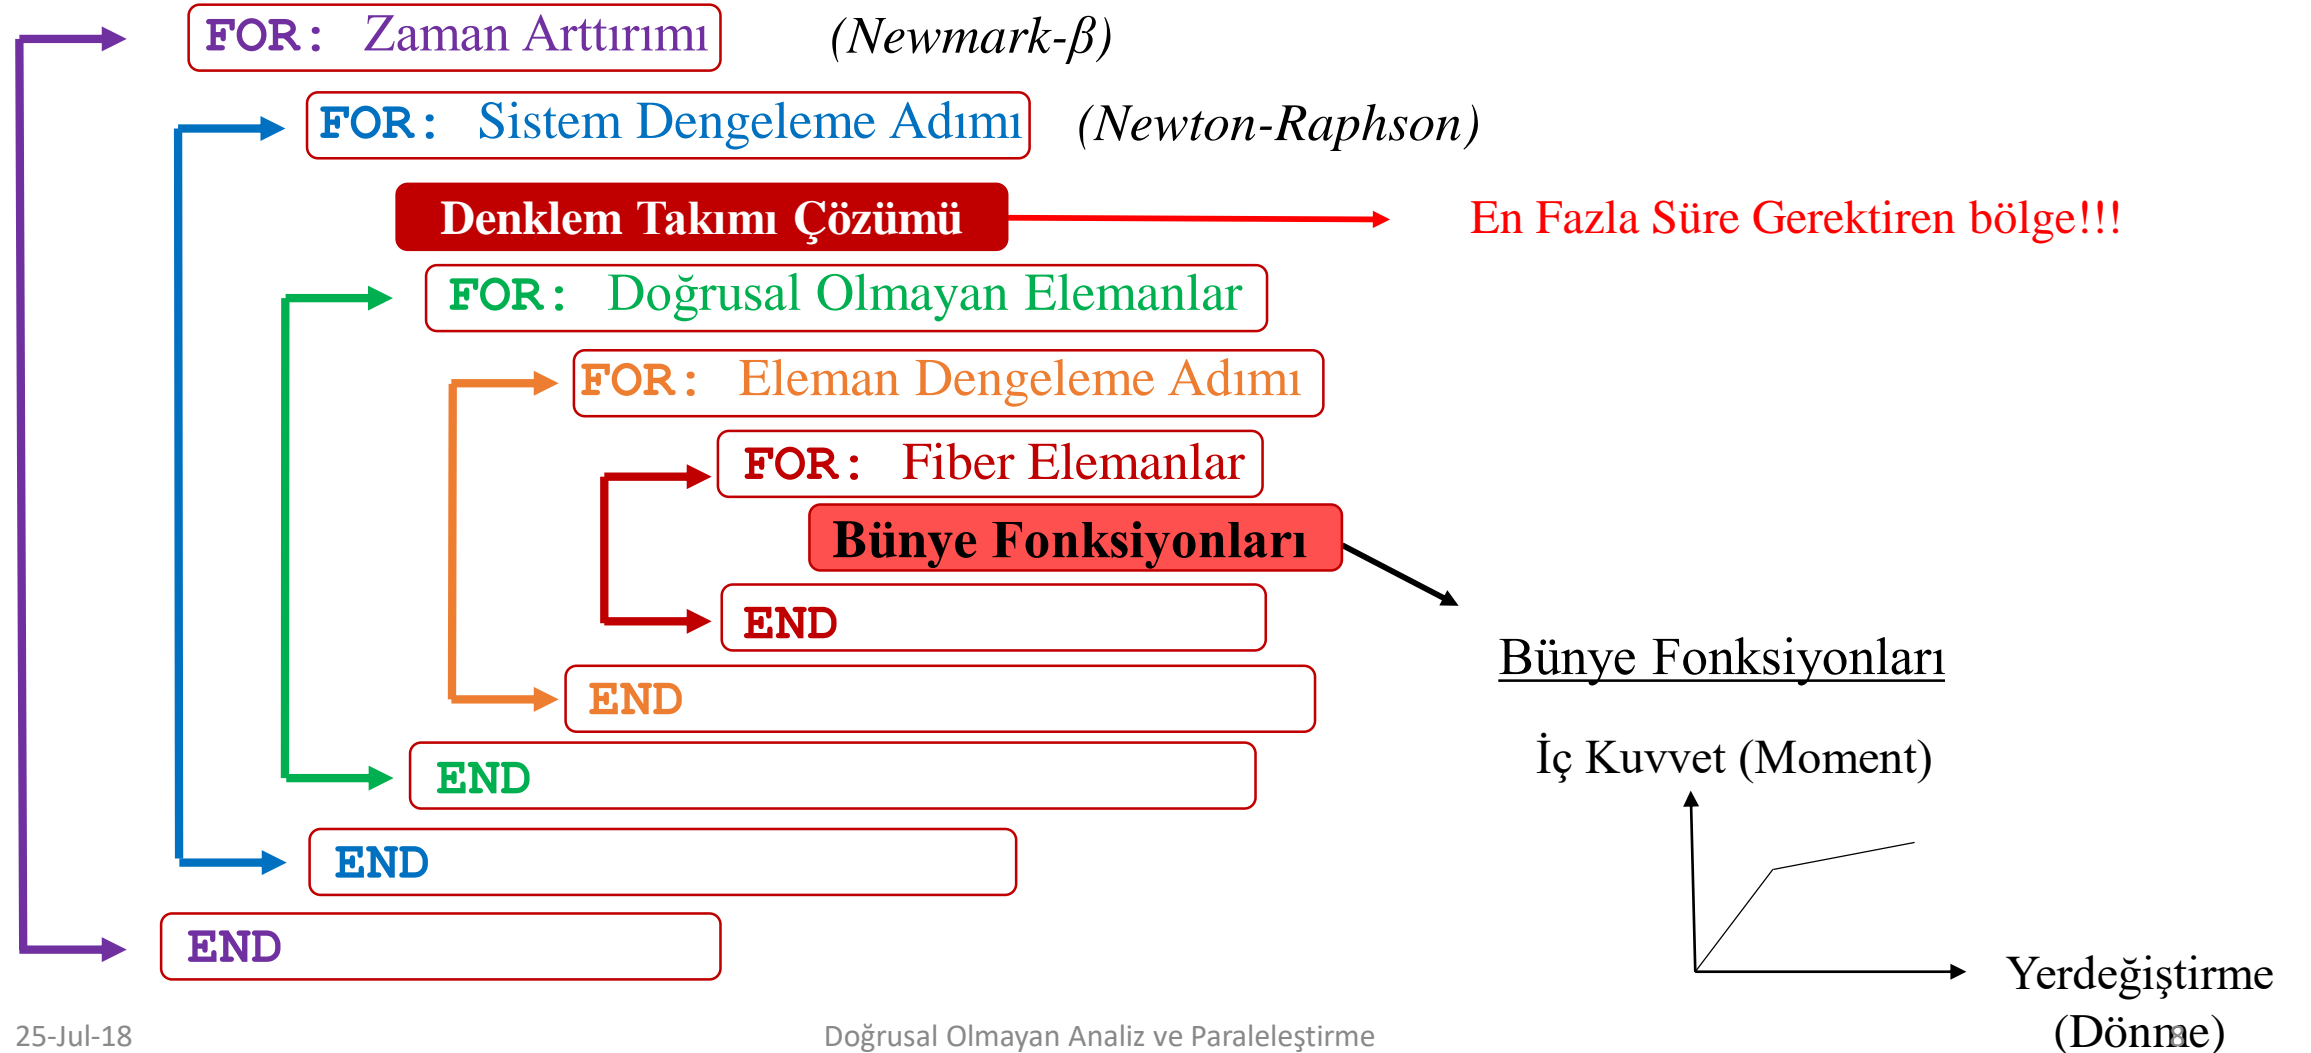 FOR: Zaman Arttırımı (Newmark-β)
FOR: Sistem Dengeleme Adımı (Newton-Raphson)
Denklem Takımı Çözümü En Fazla Süre Gerektiren bölge!!!
FOR: Doğrusal Olmayan Elemanlar
FOR: Eleman Dengeleme Adımı
FOR: Fiber Elemanlar
Bünye Fonksiyonları
END
Bünye Fonksiyonları
END
İç Kuvvet (Moment)
END
END
END
Yerdeğiştirme
(Dönme)
25-Jul-18 Doğrusal Olmayan Analiz ve Paraleleştirme 8